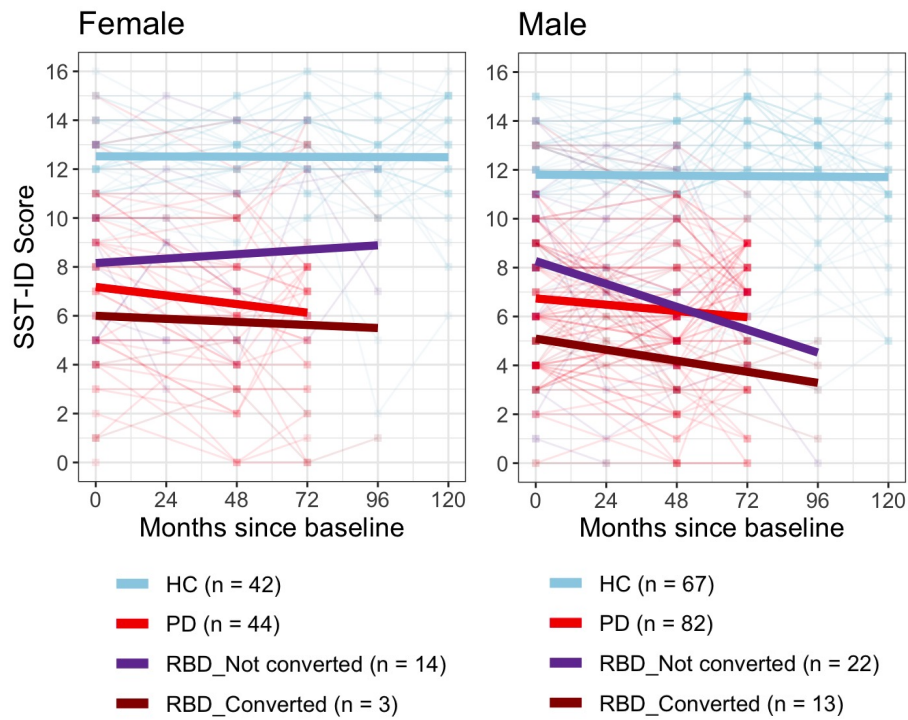 Female
Male
SST-ID Score
16
14
12
10
8
6
4
2
0
0 24 48 72 96 120
Months since baseline
16
14
12
10
8
6
4
2
0
0 24 48 72 96 120
Months since baseline
HC (n = 42)
PD (n = 44)
RBD_Not converted (n = 14)
RBD_Converted (n = 3)
HC (n = 67)
PD (n = 82)
RBD_Not converted (n = 22)
RBD_Converted (n = 13)